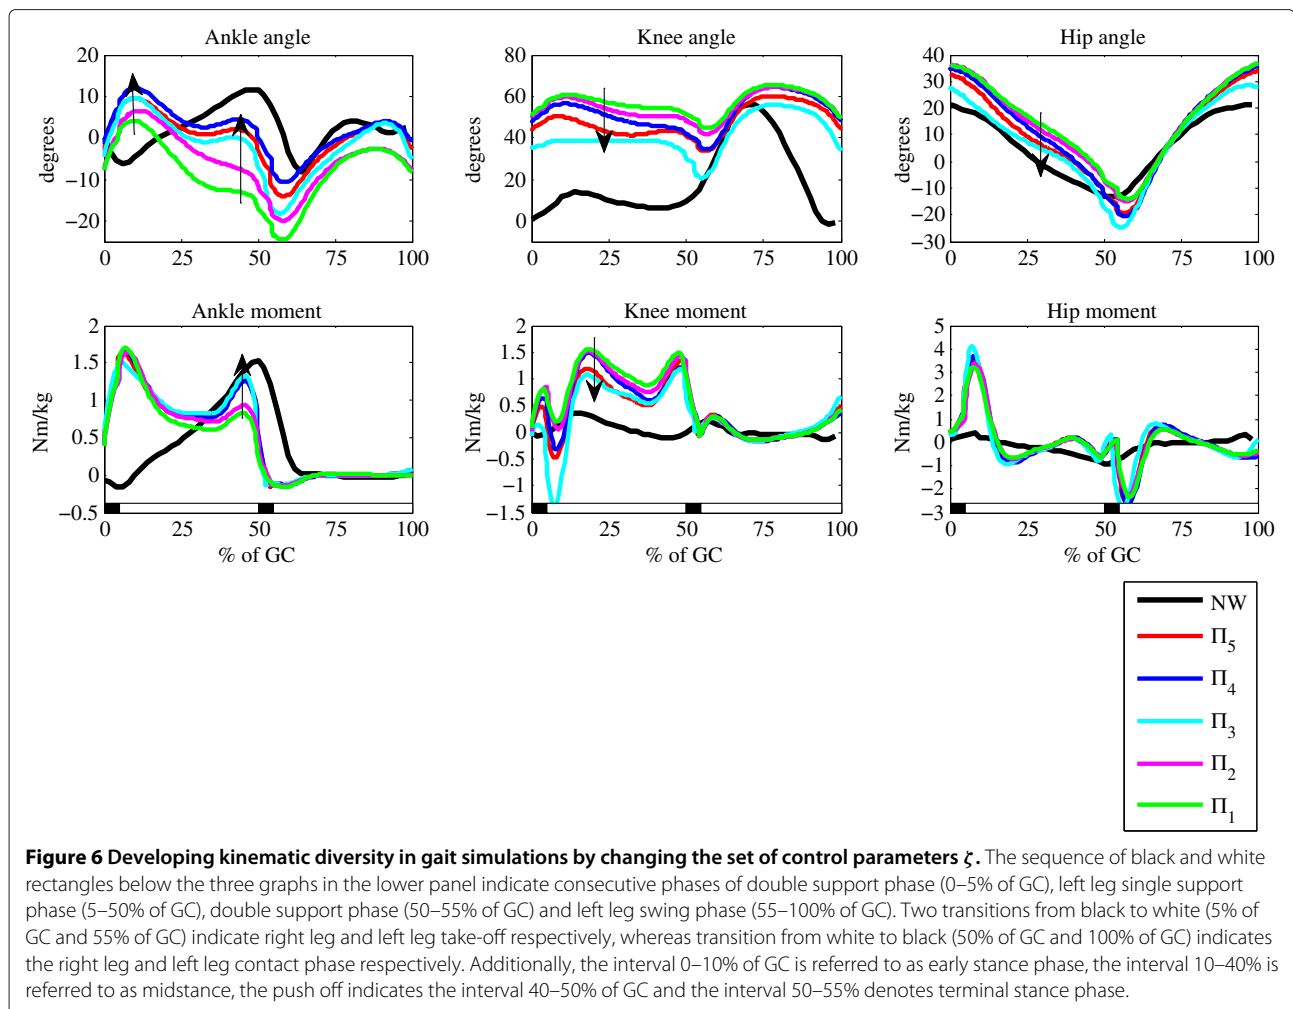 Ankle angle
Knee angle
Hip angle
20
10
0
−10
−20
degrees
0 25 50 75 100
80
60
40
20
0
degrees
0 25 50 75 100
40
30
20
10
0
−10
−20
−30
degrees
0 25 50 75 100
Ankle moment
Knee moment
Hip moment
2
1.5
1
0.5
0
−0.5
Nm/kg
0 25 50 75 100
% of GC
2
1.5
1
0.5
0
−0.5
−1
−1.5
Nm/kg
0 25 50 75 100
% of GC
5
4
3
2
1
0
−1
−2
−3
Nm/kg
0 25 50 75 100
% of GC
NW
Π5
Π4
Π3
Π2
Π1
Figure 6 Developing kinematic diversity in gait simulations by changing the set of control parameters ζ. The sequence of black and white
rectangles below the three graphs in the lower panel indicate consecutive phases of double support phase (0–5% of GC), left leg single support
phase (5–50% of GC), double support phase (50–55% of GC) and left leg swing phase (55–100% of GC). Two transitions from black to white (5% of
GC and 55% of GC) indicate right leg and left leg take-off respectively, whereas transition from white to black (50% of GC and 100% of GC) indicates
the right leg and left leg contact phase respectively. Additionally, the interval 0–10% of GC is referred to as early stance phase, the interval 10–40% is
referred to as midstance, the push off indicates the interval 40–50% of GC and the interval 50–55% denotes terminal stance phase.